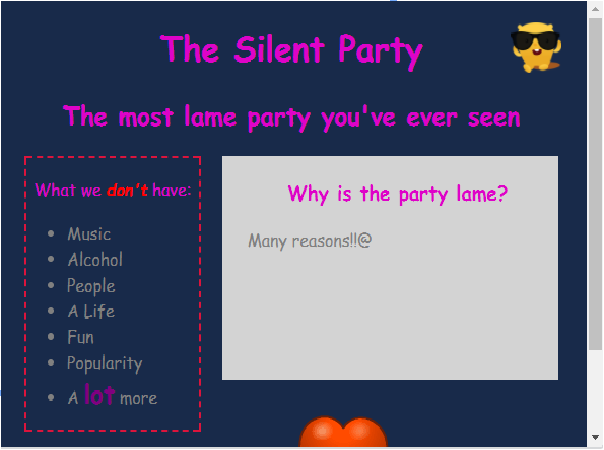 The Silent Party
The most lame party you've ever seen
What we don't have:
Music
Alcohol
People
A Life
Fun
Popularity
A lot more
Why is the party lame?
Many reasons!!@